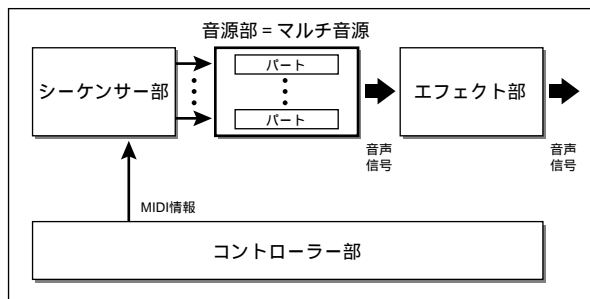 音源部 = マルチ音源
シーケンサー部
パート
パート
エフェクト部
音声
信号
音声
信号
MIDI情報
コントローラー部